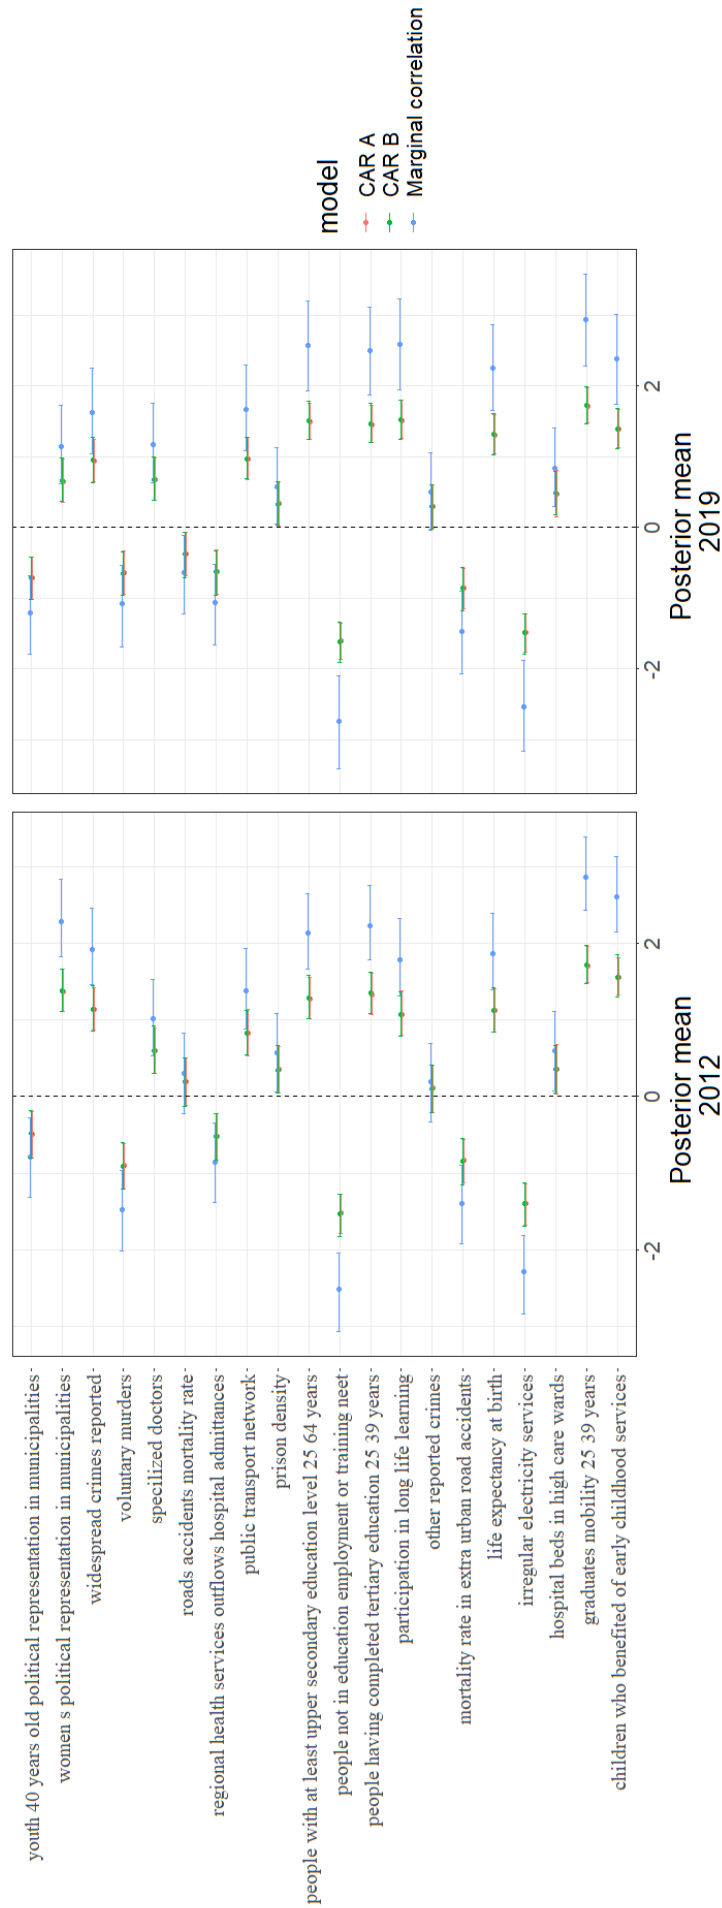 youth 40 years old political representation in municipalities
women s political representation in municipalities
widespread crimes reported
voluntary murders
specilized doctors
roads accidents mortality rate
regional health services outflows hospital admittances
public transport network
prison density
people with at least upper secondary education level 25 64 years
people not in education employment or training neet
people having completed tertiary education 25 39 years
participation in long life learning
other reported crimes
mortality rate in extra urban road accidents
life expectancy at birth
irregular electricity services
hospital beds in high care wards
graduates mobility 25 39 years
children who benefited of early childhood services
-2 0 2
Posterior mean
2012
-2 0 2
Posterior mean
2019
model
CAR A
CAR B
Marginal correlation